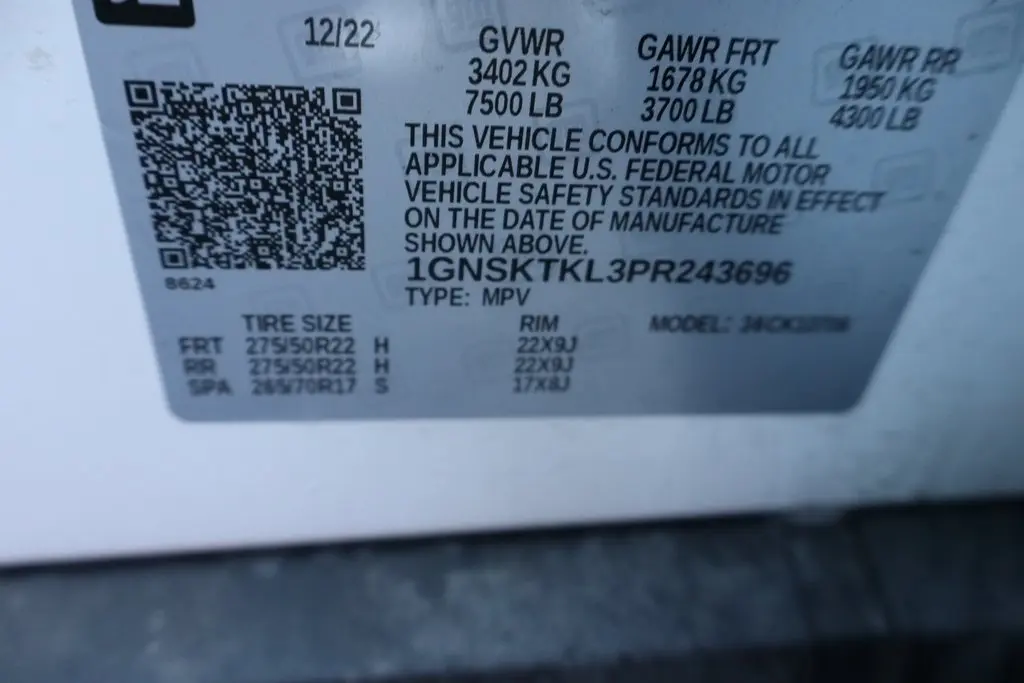 12/22
GVWR
3402 KG
7500 LB
GAWR FRT
1678 KG
3700 LB
GAWR RR
1950 KG
4300 LB
THIS VEHICLE CONFORMS TO ALL
APPLICABLE U.S. FEDERAL MOTOR
VEHICLE SAFETY STANDARDS IN EFFECT
ON THE DATE OF MANUFACTURE
SHOWN ABOVE.
8624
1GNSKTKL3PR243696
TYPE: MPV
TIRE SIZE RIM MODEL:
FRT 275/50R22 H 22X9J
RR 275/50R22 H 22X9J
SPA 265/70R17 S 17X8J